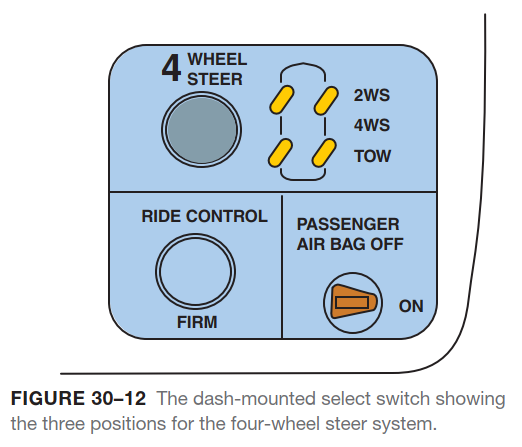 4 WHEEL
STEER
2WS
4WS
TOW
RIDE CONTROL
FIRM
PASSENGER
AIR BAG OFF
ON
FIGURE 30–12 The dash-mounted select switch showing
the three positions for the four-wheel steer system.